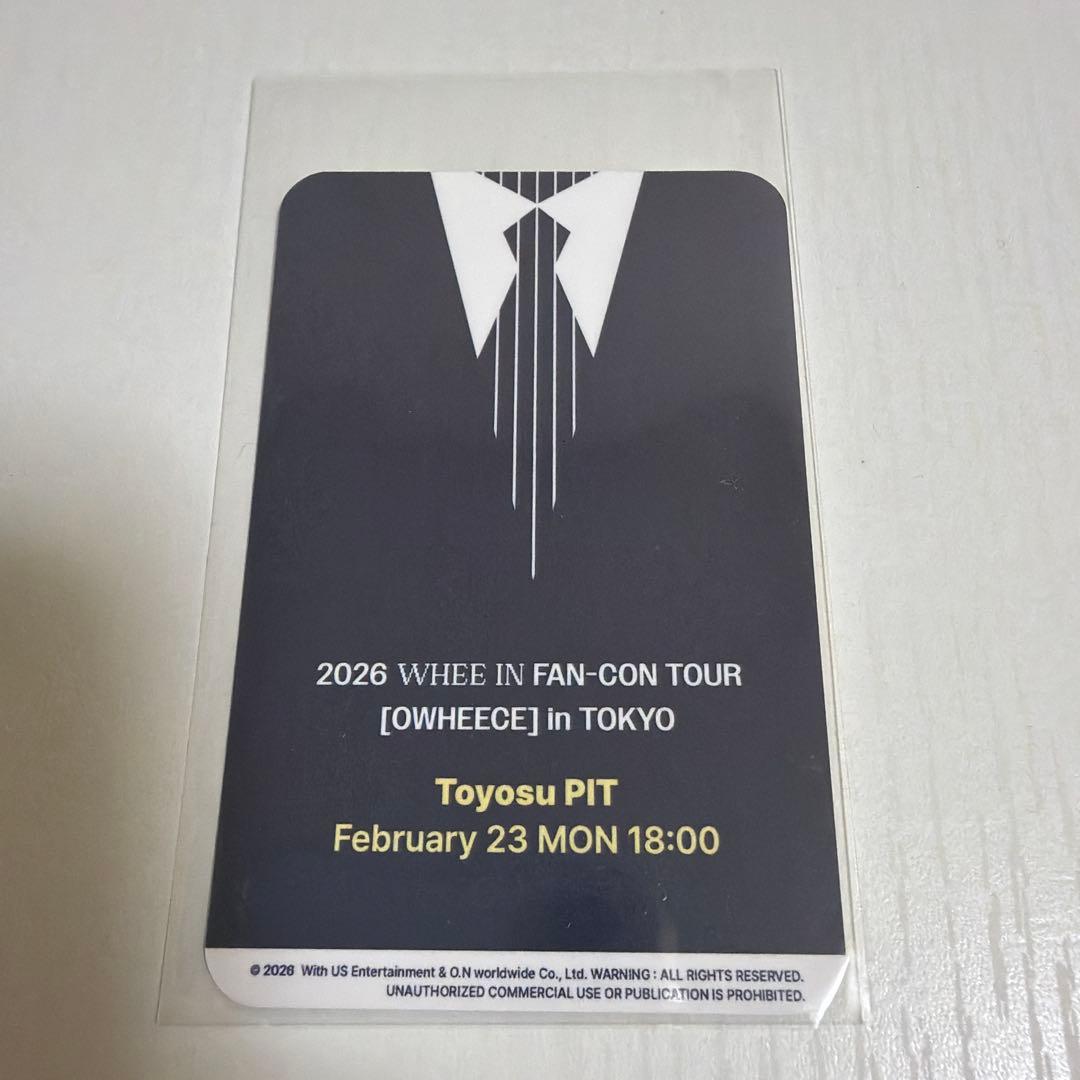 2026 WHEE IN FAN-CON TOUR
[OWHEECE] in TOKYO
Toyosu PIT
February 23 MON 18:00
© 2026 With US Entertainment & O.N worldwide Co., Ltd. WARNING : ALL RIGHTS RESERVED.
UNAUTHORIZED COMMERCIAL USE OR PUBLICATION IS PROHIBITED.